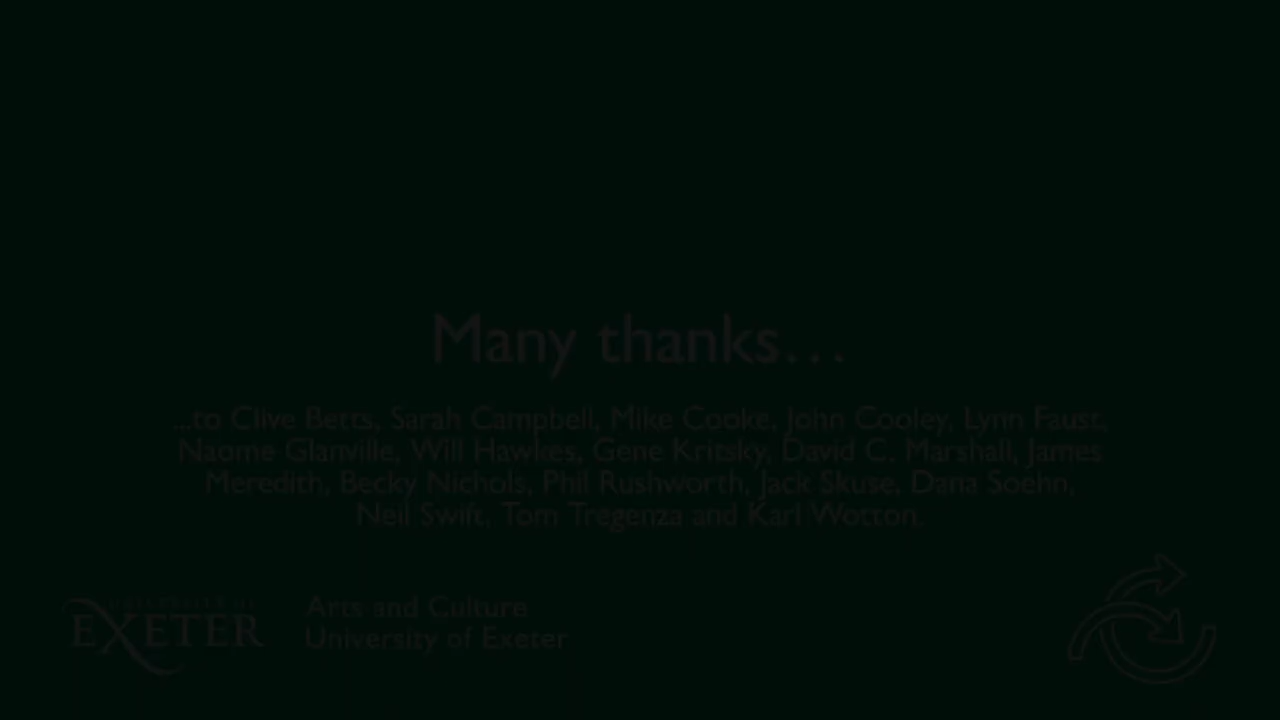 Many thanks...
...to Clive Betts, Sarah Campbell, Mike Cooke, John Cooley, Lynn Faust,
Naome Glanville, Will Hawkes, Gene Kritsky, David C. Marshall, James
Meredith, Becky Nichols, Phil Rushworth, Jack Skuse, Dana Soehn,
Neil Swift, Tom Tregenza and Karl Wotton.
UNIVERSITY OF
EXETER
Arts and Culture
University of Exeter